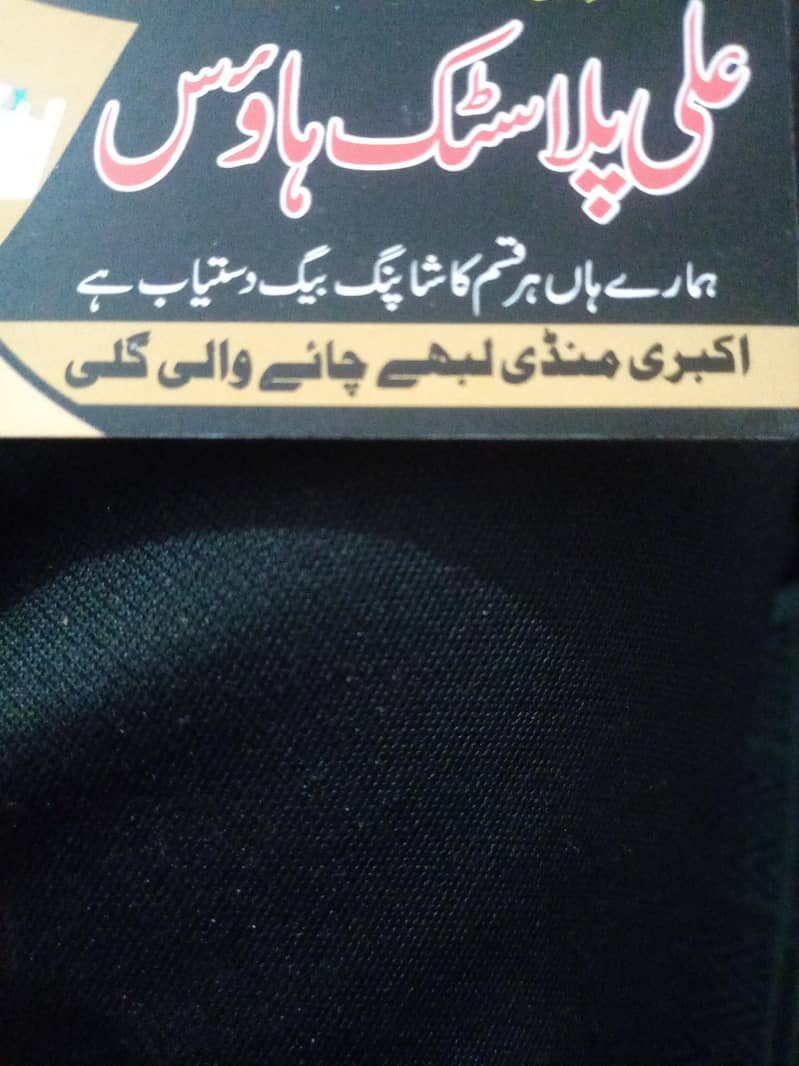 علی پلاسٹک ہاؤس
ہمارے ہاں ہر قسم کا شاپنگ بیگ دستیاب ہے
اکبری منڈی لبھے چائے والی گلی